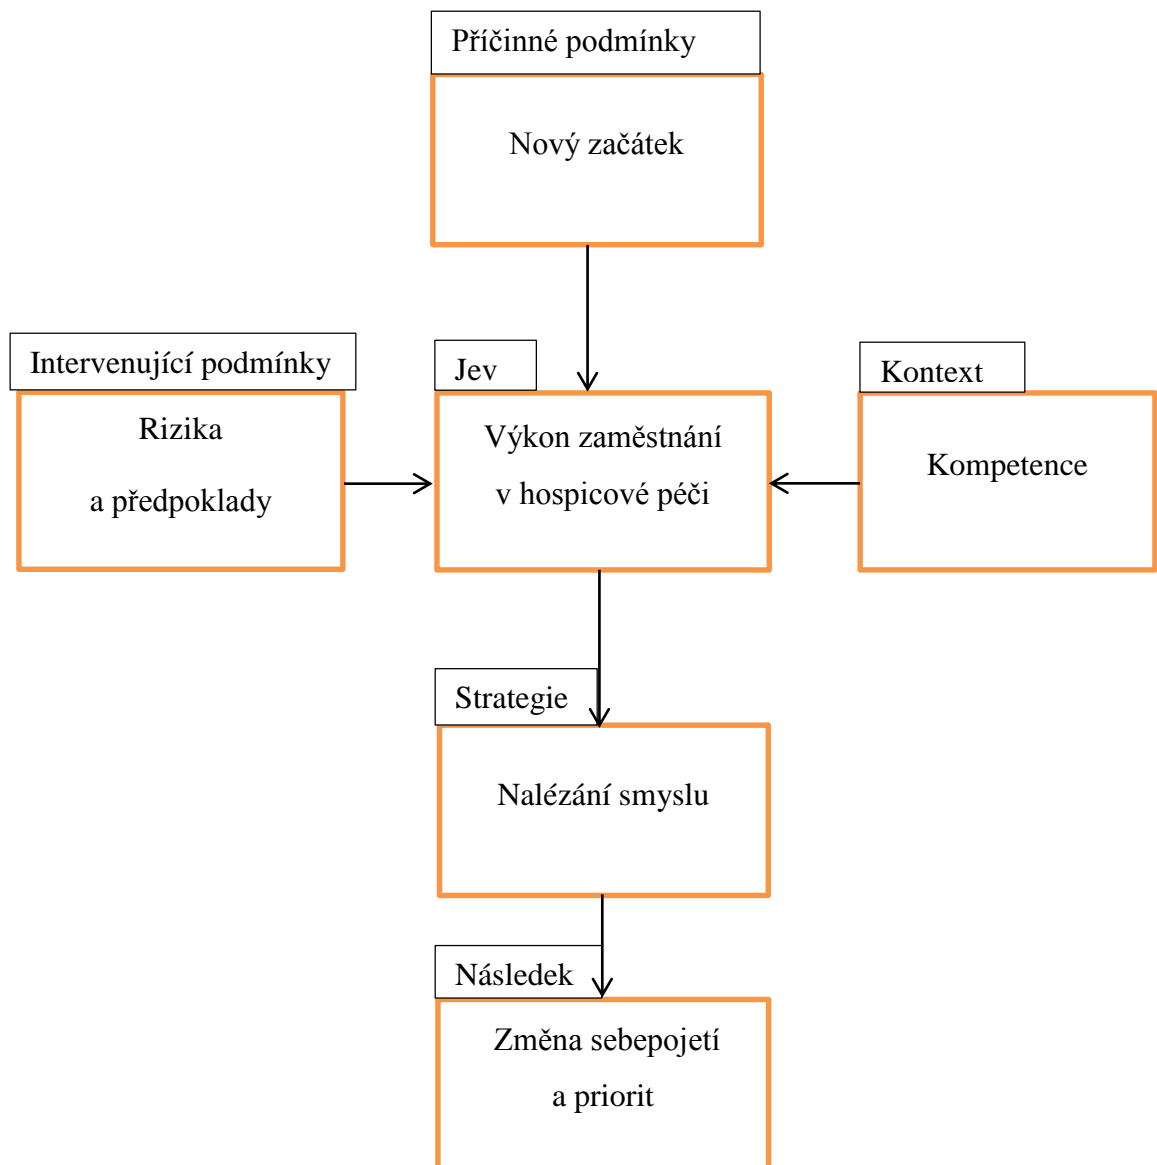 Příčinné podmínky
Nový začátek
Intervenující podmínky
Rizika
a předpoklady
Jev
Výkon zaměstnání
v hospicové péči
Kontext
Kompetence
Strategie
Nalézání smyslu
Následek
Změna sebepojetí
a priorit